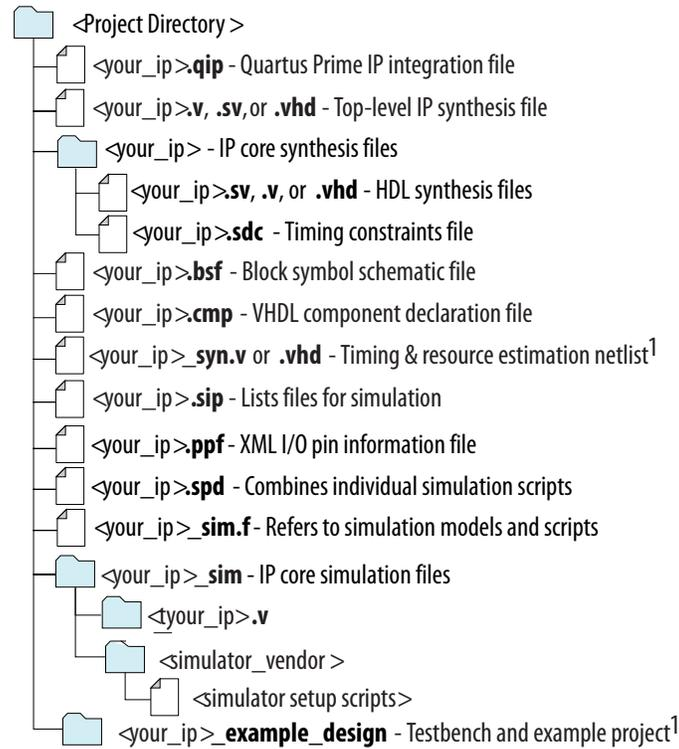 <Project Directory >
<your_ip>.qip - Quartus Prime IP integration file
<your_ip>.v, .sv, or .vhd - Top-level IP synthesis file
<your_ip> - IP core synthesis files
<your_ip>.sv, .v, or .vhd - HDL synthesis files
<your_ip>.sdc - Timing constraints file
<your_ip>.bsf - Block symbol schematic file
<your_ip>.cmp - VHDL component declaration file
<your_ip>_syn.v or .vhd - Timing & resource estimation netlist1
<your_ip>.sip - Lists files for simulation
<your_ip>.ppf - XML I/O pin information file
<your_ip>.spd - Combines individual simulation scripts
<your_ip>_sim.f - Refers to simulation models and scripts
<your_ip>_sim - IP core simulation files
<tyour_ip>.v
<simulator_vendor >
<simulator setup scripts>
<your_ip>_example_design - Testbench and example project1